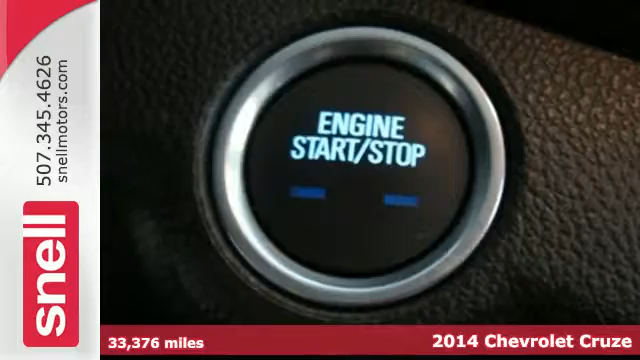 507.345.4626
snellmotors.com
snell
ENGINE
START/STOP
33,376 miles
2014 Chevrolet Cruze